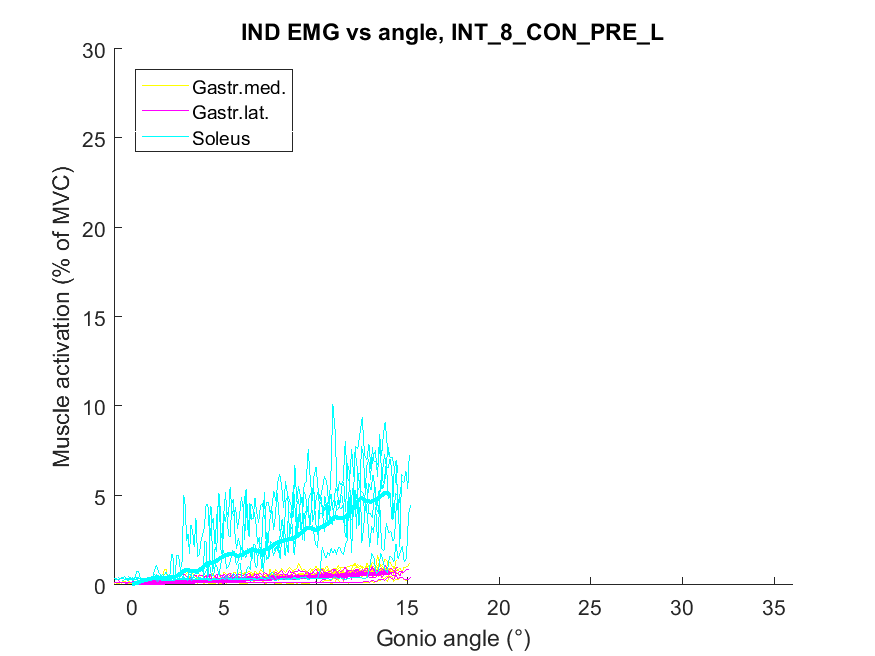 IND EMG vs angle, INT_8_CON_PRE_L
30
25
20
15
10
5
0
Gastr.med.
Gastr.lat.
Soleus
Muscle activation (% of MVC)
0 5 10 15 20 25 30 35
Gonio angle (°)